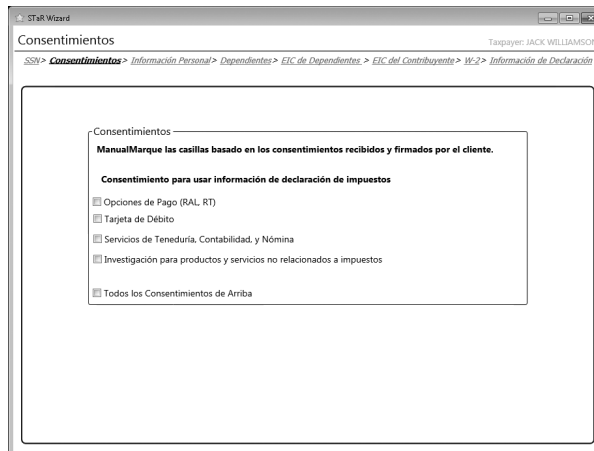 STaR Wizard
Consentimientos
Taxpayer: JACK WILLIAMSON
SSN > Consentimientos > Información Personal > Dependientes > EIC de Dependientes > EIC del Contribuyente > W-2 > Información de Declaración
Consentimientos
ManualMarque las casillas basado en los consentimientos recibidos y firmados por el cliente.
Consentimiento para usar información de declaración de impuestos
Opciones de Pago (RAL, RT)
Tarjeta de Débito
Servicios de Teneduría, Contabilidad, y Nómina
Investigación para productos y servicios no relacionados a impuestos
Todos los Consentimientos de Arriba